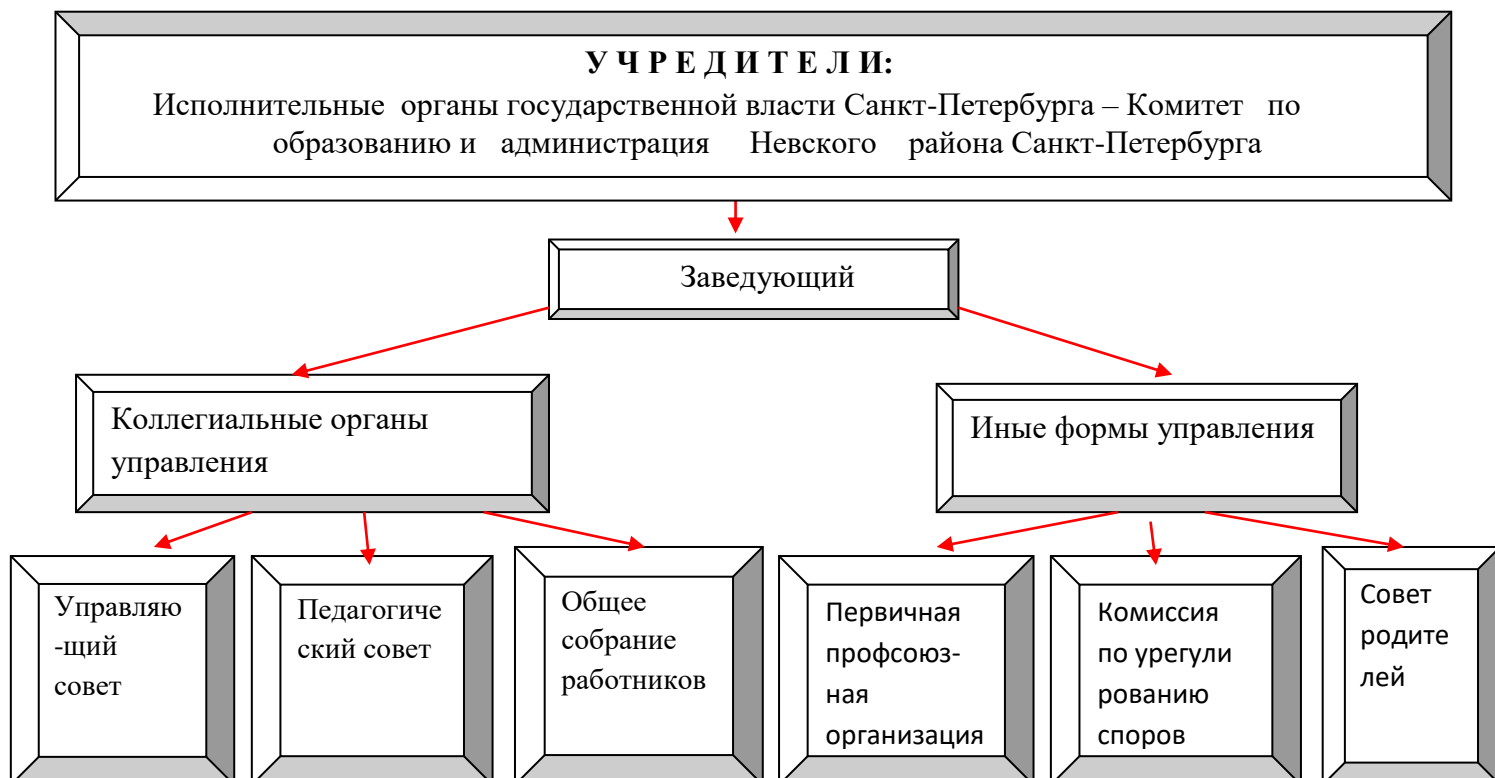 У Ч Р Е Д И Т Е Л И:
Исполнительные органы государственной власти Санкт-Петербурга – Комитет по
образованию и администрация Невского района Санкт-Петербурга
Заведующий
Коллегиальные органы
управления
Иные формы управления
Управляю
-щий
совет
Педагогиче
ский совет
Общее
собрание
работников
Первичная
профсоюз-
ная
организация
Комиссия
по урегули
рованию
споров
Совет
родите
лей